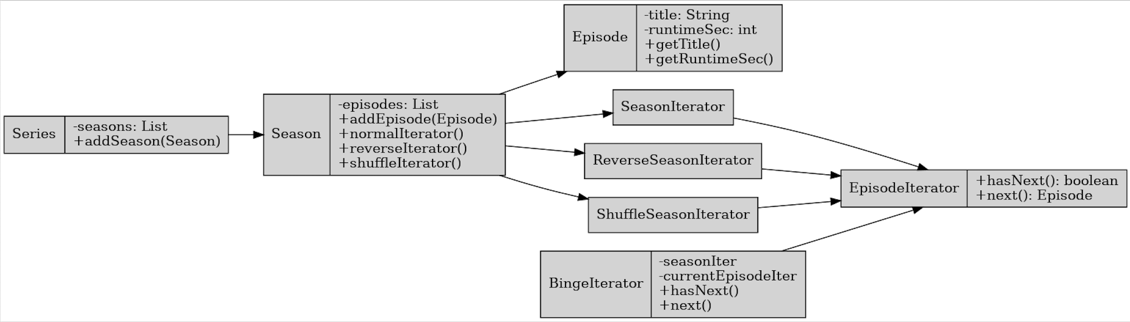 Series
-seasons: List
+addSeason(Season)
Season
-episodes: List
+addEpisode(Episode)
+normalIterator()
+reverseIterator()
+shuffleIterator()
Episode
-title: String
-runtimeSec: int
+getTitle()
+getRuntimeSec()
SeasonIterator
ReverseSeasonIterator
ShuffleSeasonIterator
BingeIterator
-seasonIter
-currentEpisodeIter
+hasNext()
+next()
EpisodeIterator
+hasNext(): boolean
+next(): Episode